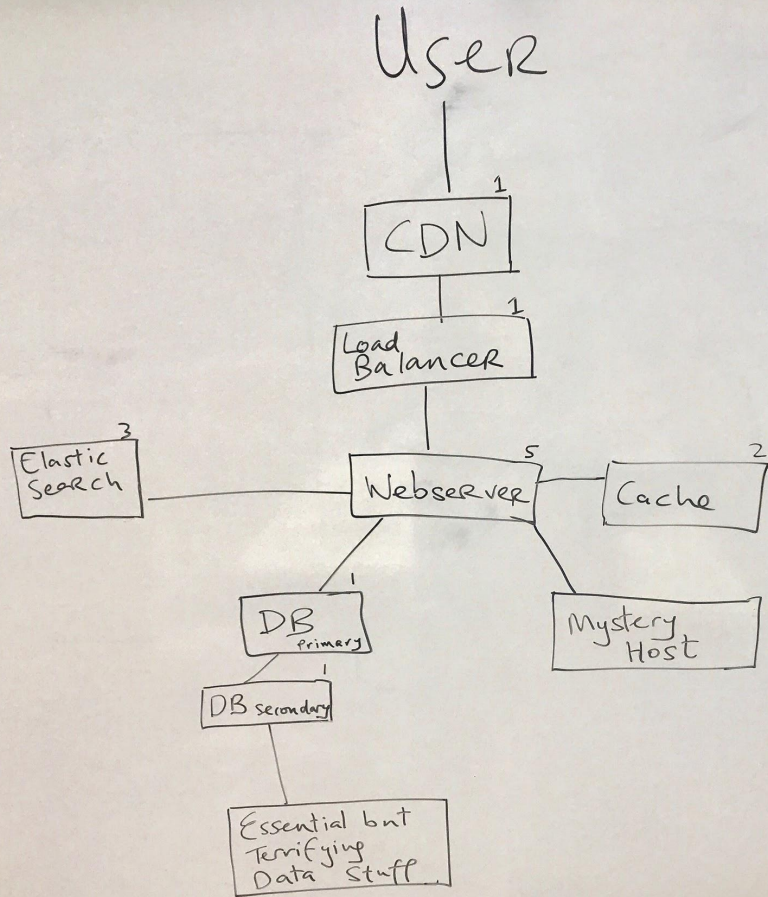 User
1
CDN
1
Load
Balancer
3
Elastic
Search
5
Webserver
2
Cache
1
DB
Primary
Mystery
Host
1
DB secondary
Essential but
Terrifying
Data Stuff